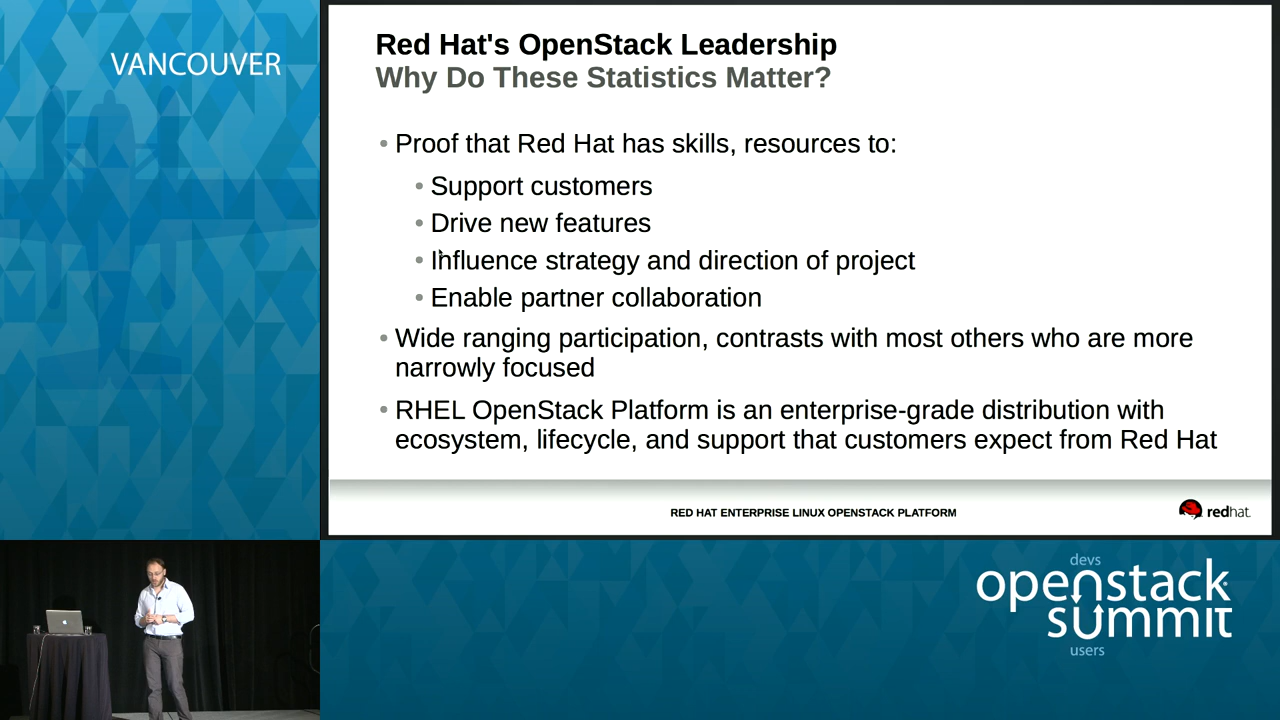 VANCOUVER
Red Hat's OpenStack Leadership
Why Do These Statistics Matter?
• Proof that Red Hat has skills, resources to:
• Support customers
• Drive new features
• Influence strategy and direction of project
• Enable partner collaboration
• Wide ranging participation, contrasts with most others who are more
narrowly focused
• RHEL OpenStack Platform is an enterprise-grade distribution with
ecosystem, lifecycle, and support that customers expect from Red Hat
RED HAT ENTERPRISE LINUX OPENSTACK PLATFORM
redhat.
devs
openstack
summit
users